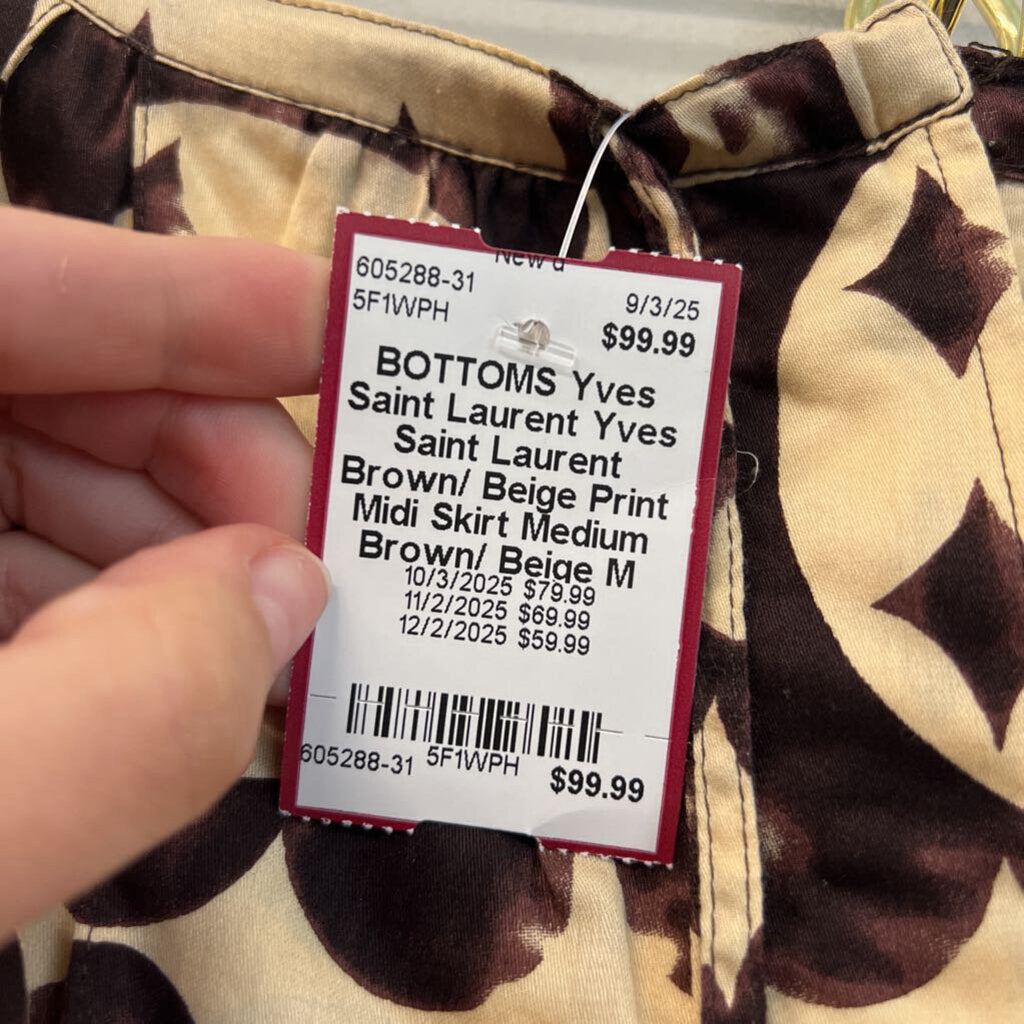 New
605288-31
9/3/25
5F1WPH
$99.99
BOTTOMS Yves
Saint Laurent Yves
Saint Laurent
Brown/ Beige Print
Midi Skirt Medium
Brown/ Beige M
10/3/2025 $79.99
11/2/2025 $69.99
12/2/2025 $59.99
605288-31 5F1WPH
$99.99